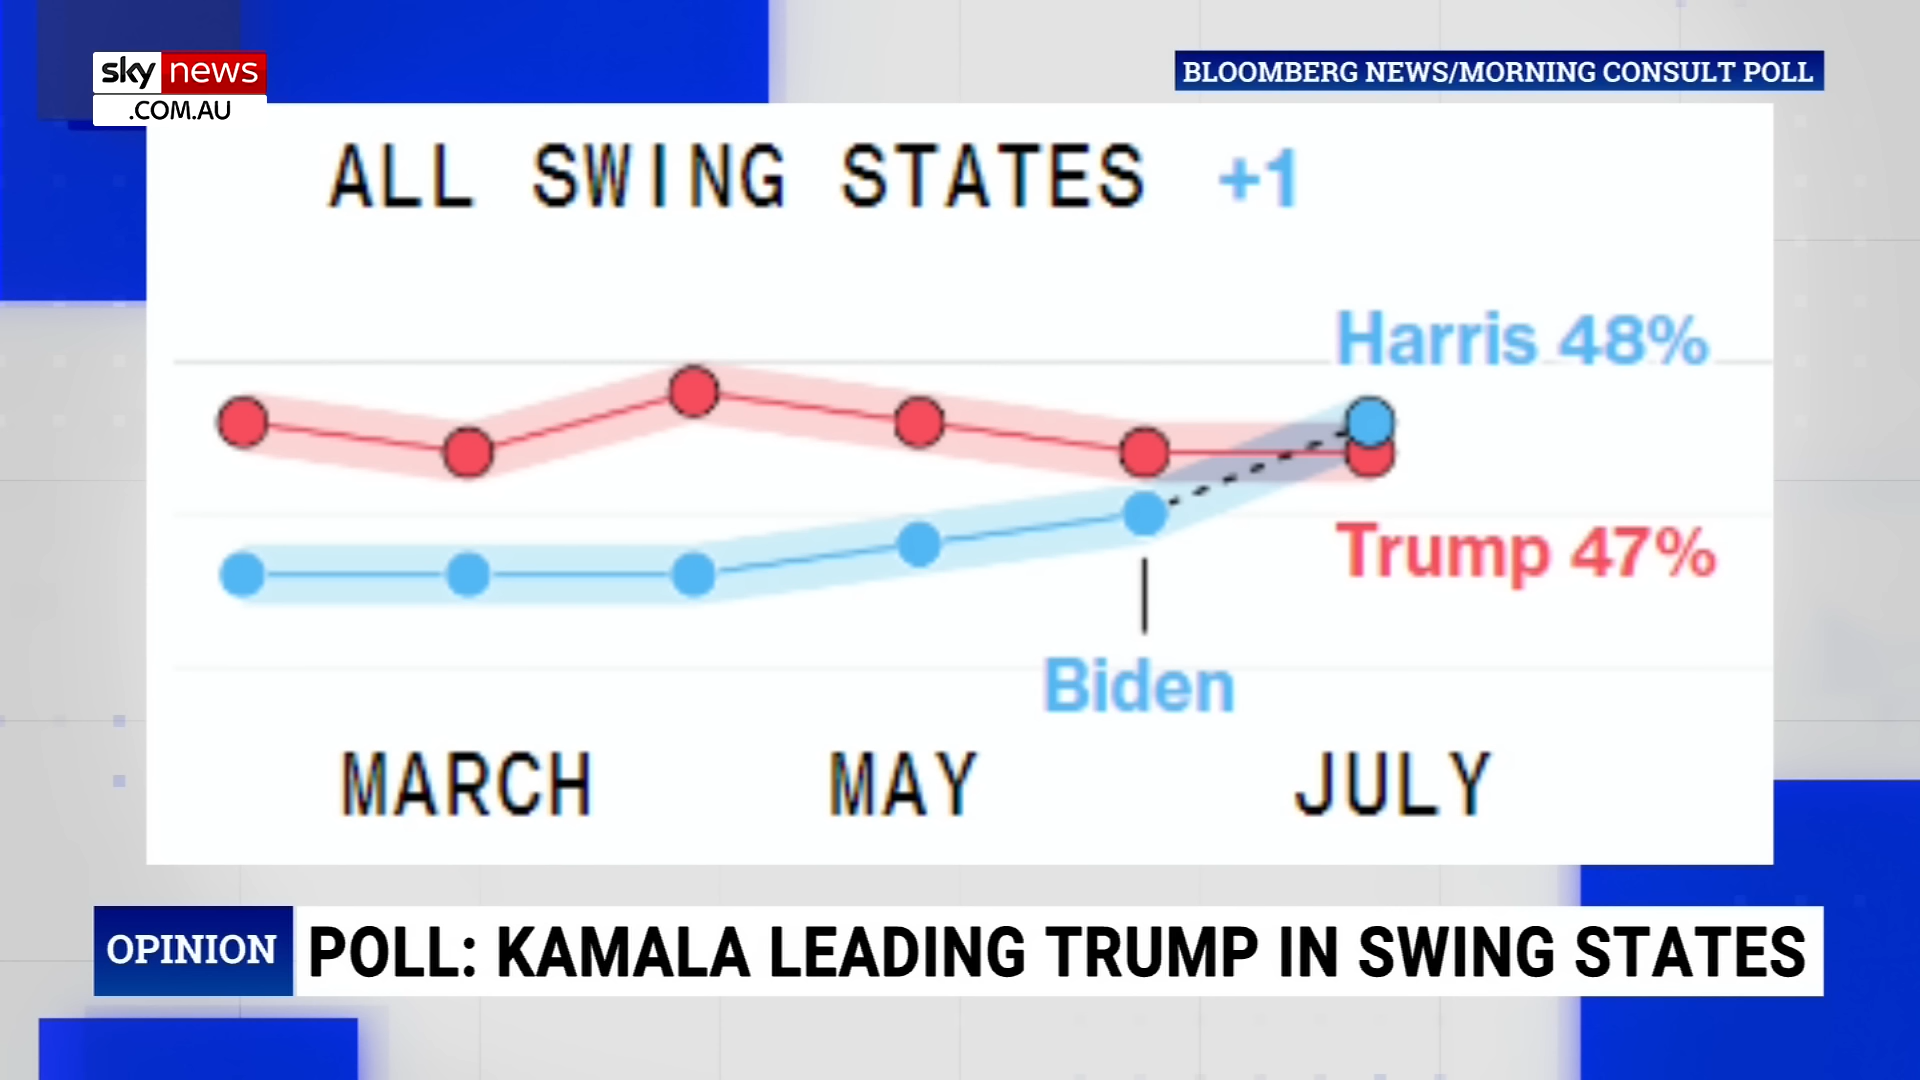 sky news
.COM.AU
BLOOMBERG NEWS/MORNING CONSULT POLL
ALL SWING STATES +1
Harris 48%
Trump 47%
Biden
MARCH MAY JULY
OPINION POLL: KAMALA LEADING TRUMP IN SWING STATES